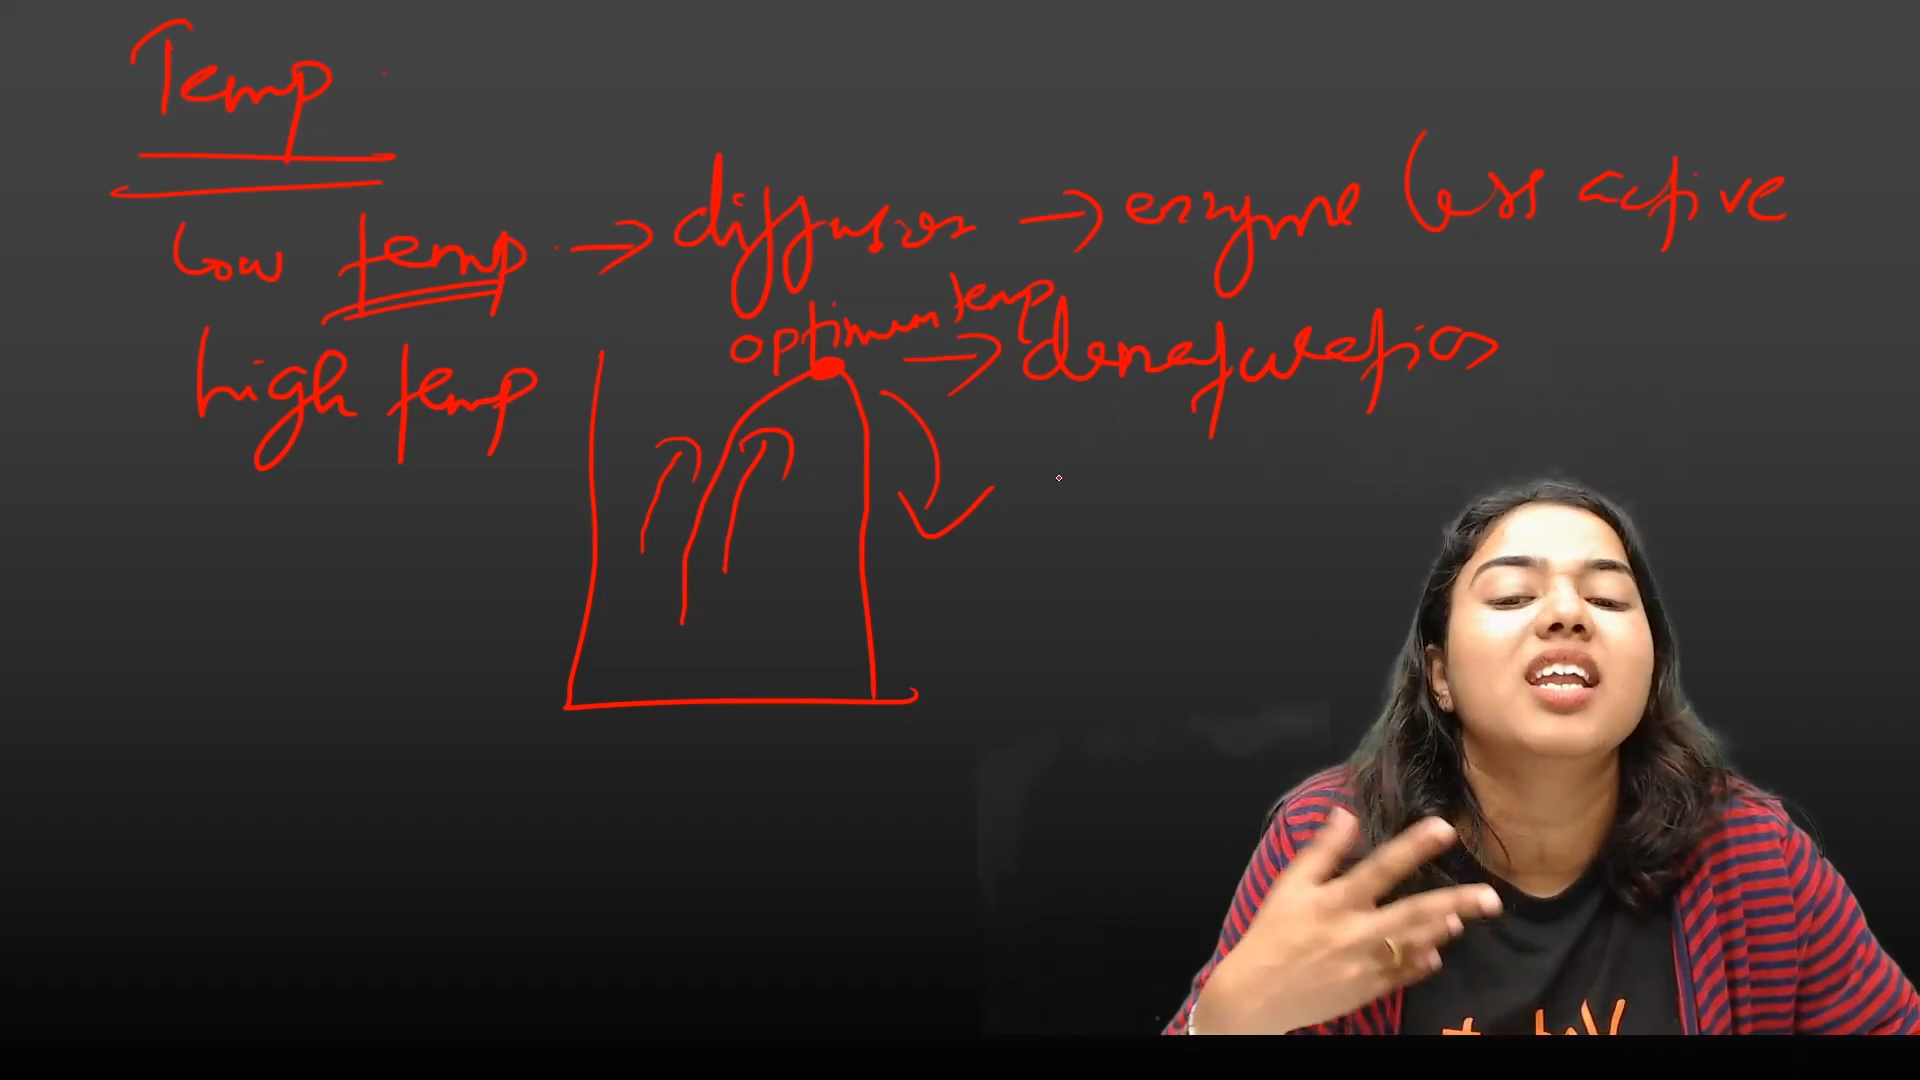 Temp
low temp → diffusion → enzyme less active
optimum temp
high temp → denaturation